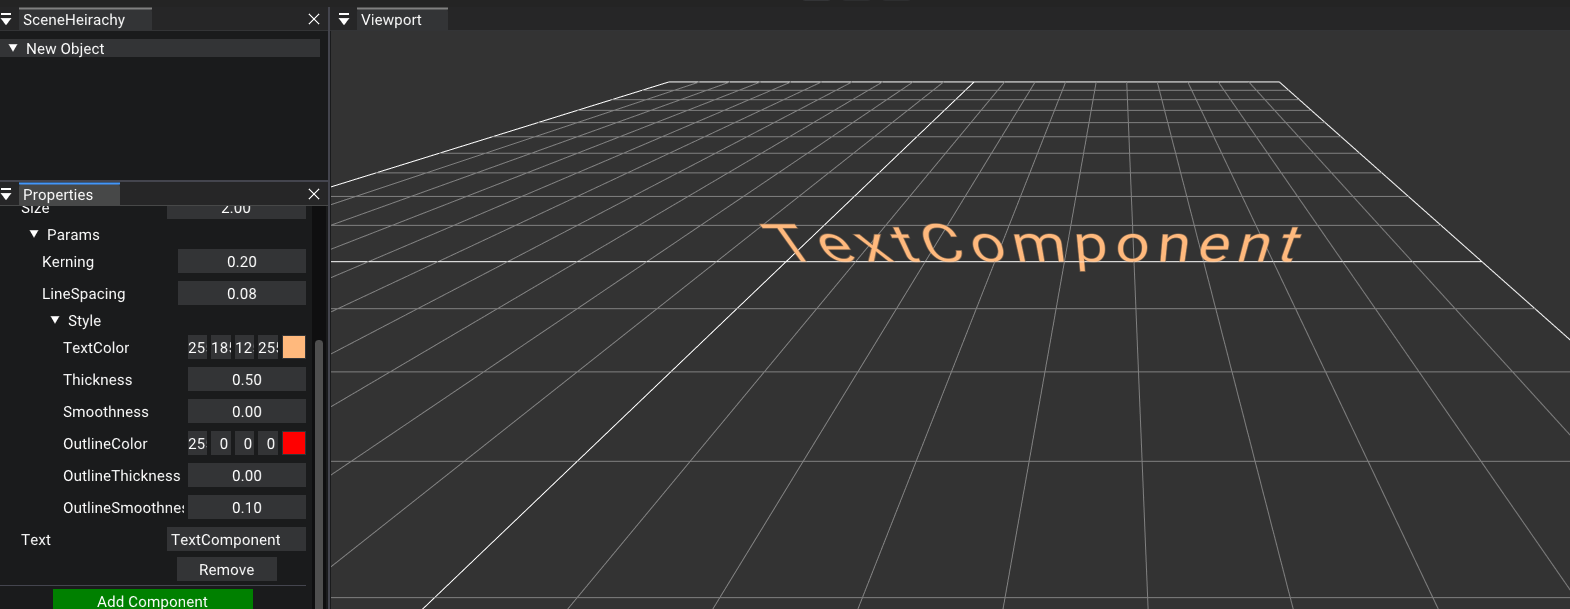 SceneHeirachy
New Object
Properties
Size 2.00
Params
Kerning 0.20
LineSpacing 0.08
Style
TextColor 25 185 12 255
Thickness 0.50
Smoothness 0.00
OutlineColor 25 0 0 0
OutlineThickness 0.00
OutlineSmoothne 0.10
Text TextComponent
Remove
Add Component
Viewport
TextComponent